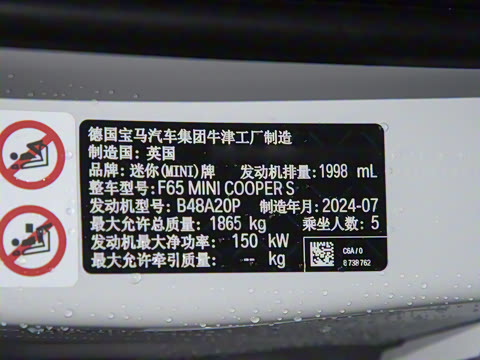 德国宝马汽车集团牛津工厂制造
制造国: 英国
品牌: 迷你(MINI)牌 发动机排量: 1998 mL
整车型号: F65 MINI COOPER S
发动机型号: B48A20P 制造年月: 2024-07
最大允许总质量: 1865 kg 乘坐人数: 5
发动机最大净功率: 150 kW
最大允许牵引质量: -- kg
C6A / 0
8 739 762